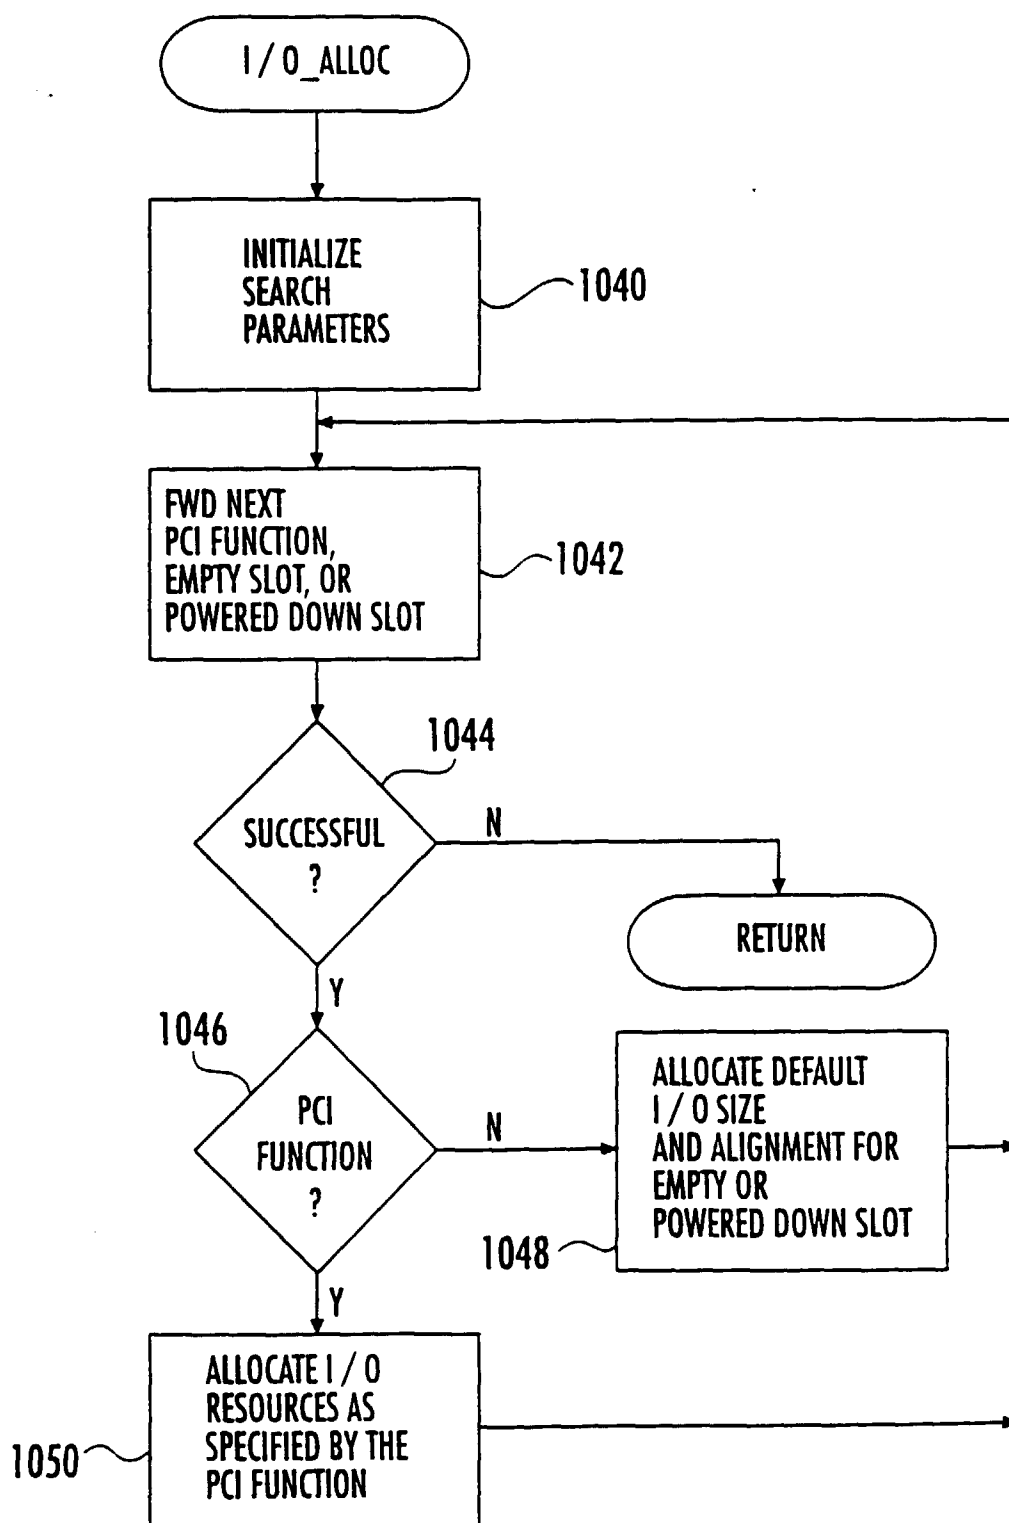 I / O_ALLOC
INITIALIZE
SEARCH
PARAMETERS
1040
FWD NEXT
PCI FUNCTION,
EMPTY SLOT, OR
POWERED DOWN SLOT
1042
1044
SUCCESSFUL
?
N
RETURN
Y
1046
PCI
FUNCTION
?
N
ALLOCATE DEFAULT
I / O SIZE
AND ALIGNMENT FOR
EMPTY OR
POWERED DOWN SLOT
1048
Y
ALLOCATE I / O
RESOURCES AS
SPECIFIED BY THE
PCI FUNCTION
1050